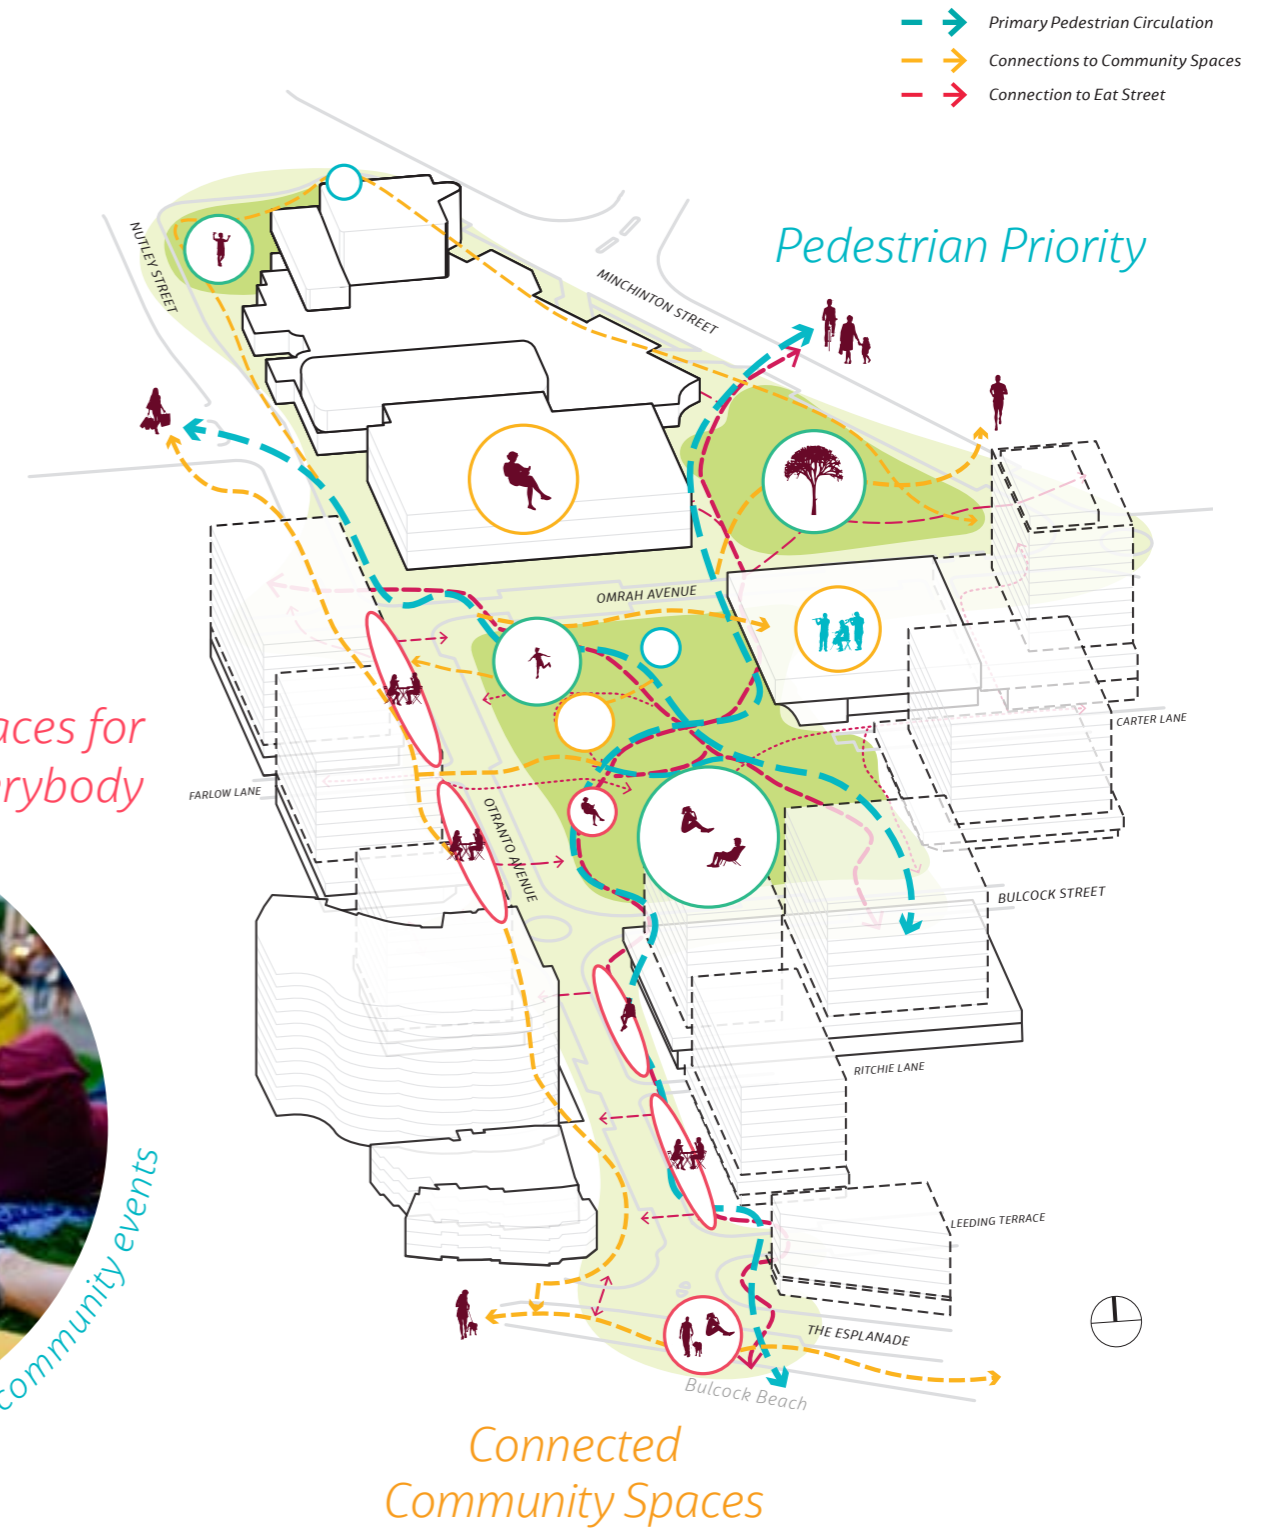 Primary Pedestrian Circulation
Connections to Community Spaces
Connection to Eat Street
Pedestrian Priority
NUTLEY STREET
MINCHINTON STREET
OMRAH AVENUE
CARTER LANE
aces for
rybody
FARLOW LANE
OTRANTO AVENUE
BULCOCK STREET
RITCHIE LANE
LEEDING TERRACE
community events
THE ESPLANADE
Bulcock Beach
Connected
Community Spaces